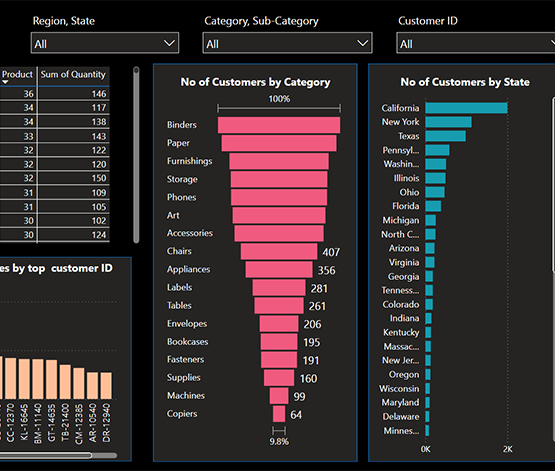 Region, State
Category, Sub-Category
Customer ID
All
All
All
Product Sum of Quantity
36 146
34 117
34 138
33 143
32 122
32 120
32 150
31 109
31 105
30 102
30 124
es by top customer ID
CC-12370
KL-16645
BM-11140
GT-14635
TB-21400
CM-12385
AR-10540
DR-12940
No of Customers by Category
100%
Binders
Paper
Furnishings
Storage
Phones
Art
Accessories
Chairs 407
Appliances 356
Labels 281
Tables 261
Envelopes 206
Bookcases 195
Fasteners 191
Supplies 160
Machines 99
Copiers 64
9.8%
No of Customers by State
California
New York
Texas
Pennsyl...
Washin...
Illinois
Ohio
Florida
Michigan
North C...
Arizona
Virginia
Georgia
Tenness...
Colorado
Indiana
Kentucky
Massac...
New Jer...
Oregon
Wisconsin
Maryland
Delaware
Minnes...
0K 2K